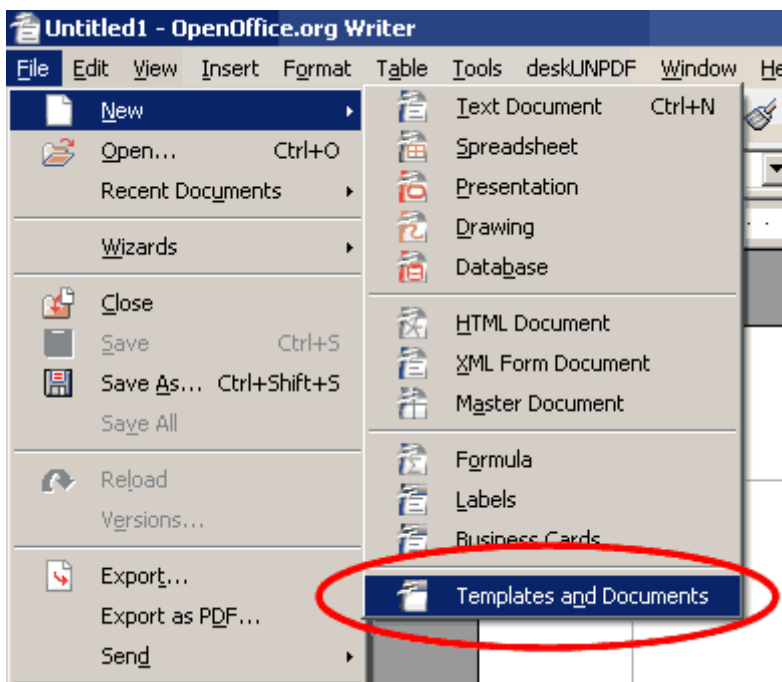 Untitled1 - OpenOffice.org Writer
File Edit View Insert Format Table Tools deskUNPDF Window He
New
Open... Ctrl+O
Recent Documents
Wizards
Close
Save Ctrl+S
Save As... Ctrl+Shift+S
Save All
Reload
Versions...
Export...
Export as PDF...
Send
Text Document Ctrl+N
Spreadsheet
Presentation
Drawing
Database
HTML Document
XML Form Document
Master Document
Formula
Labels
Business Cards
Templates and Documents